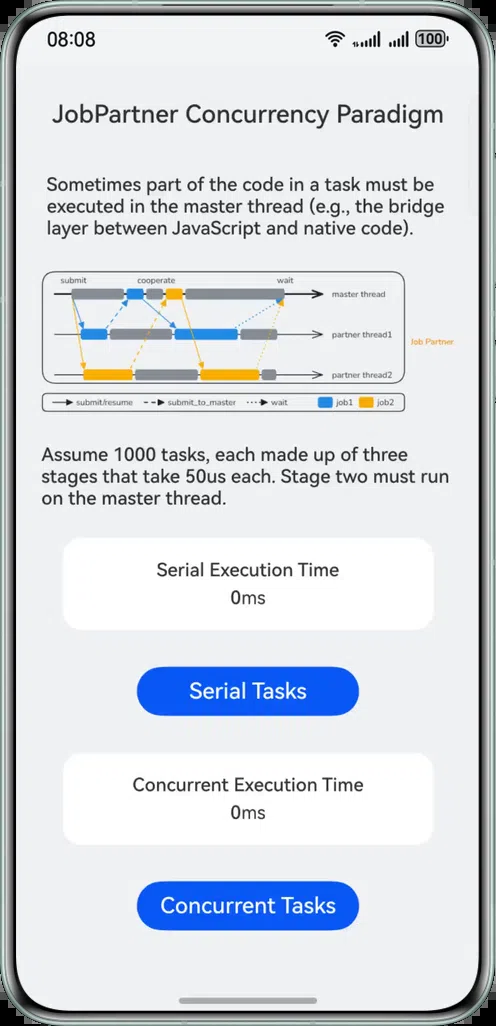 08:08
100
JobPartner Concurrency Paradigm
Sometimes part of the code in a task must be
executed in the master thread (e.g., the bridge
layer between JavaScript and native code).
submit cooperate wait
master thread
partner thread1
Job Partner
partner thread2
submit/resume submit_to_master wait job1 job2
Assume 1000 tasks, each made up of three
stages that take 50us each. Stage two must run
on the master thread.
Serial Execution Time
0ms
Serial Tasks
Concurrent Execution Time
0ms
Concurrent Tasks